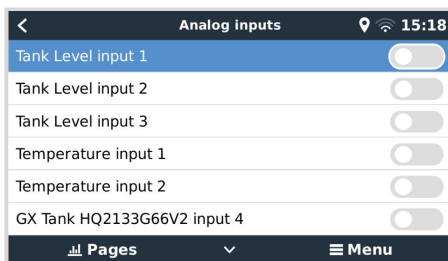 Analog inputs 15:18
Tank Level input 1
Tank Level input 2
Tank Level input 3
Temperature input 1
Temperature input 2
GX Tank HQ2133G66V2 input 4
Pages Menu